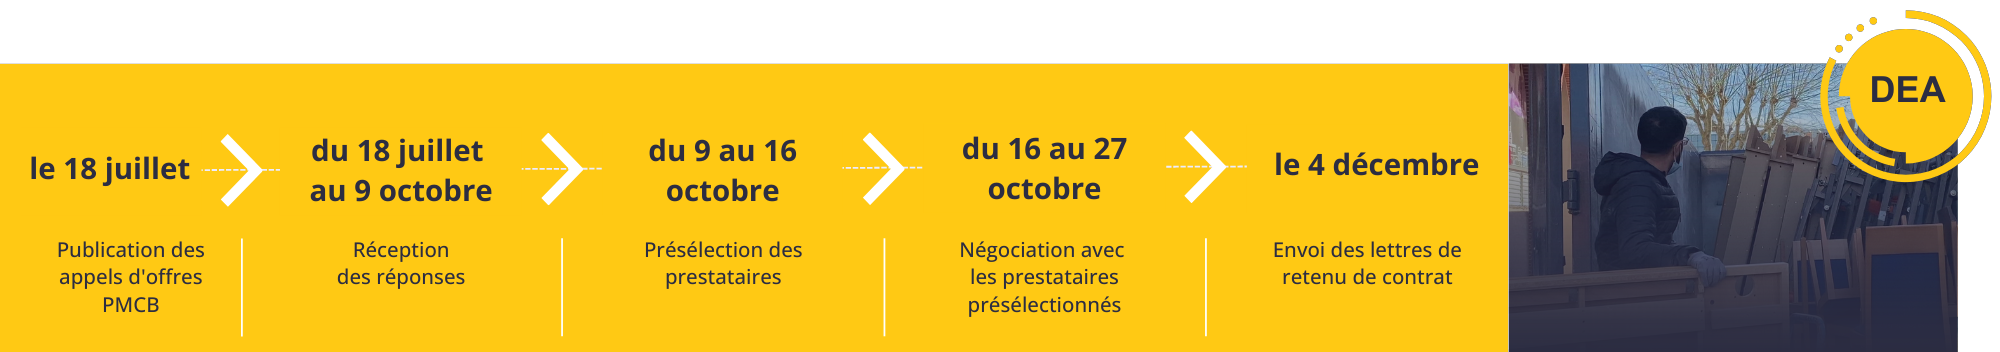 le 18 juillet
Publication des
appels d'offres
PMCB
du 18 juillet
au 9 octobre
Réception
des réponses
du 9 au 16
octobre
Présélection des
prestataires
du 16 au 27
octobre
Négociation avec
les prestataires
présélectionnés
le 4 décembre
Envoi des lettres de
retenu de contrat
DEA